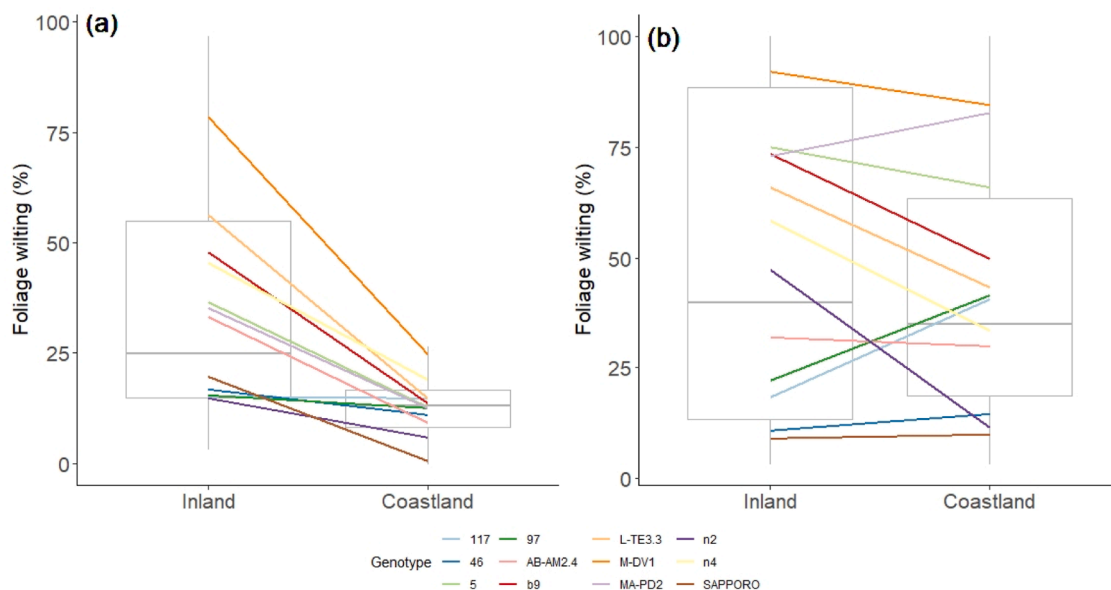 (a)
100
75
50
25
0
Foliage wilting (%)
Inland Coastland
(b)
100
75
50
25
0
Foliage wilting (%)
Inland Coastland
Genotype
117 97 L-TE3.3 n2
46 AB-AM2.4 M-DV1 n4
5 b9 MA-PD2 SAPPORO